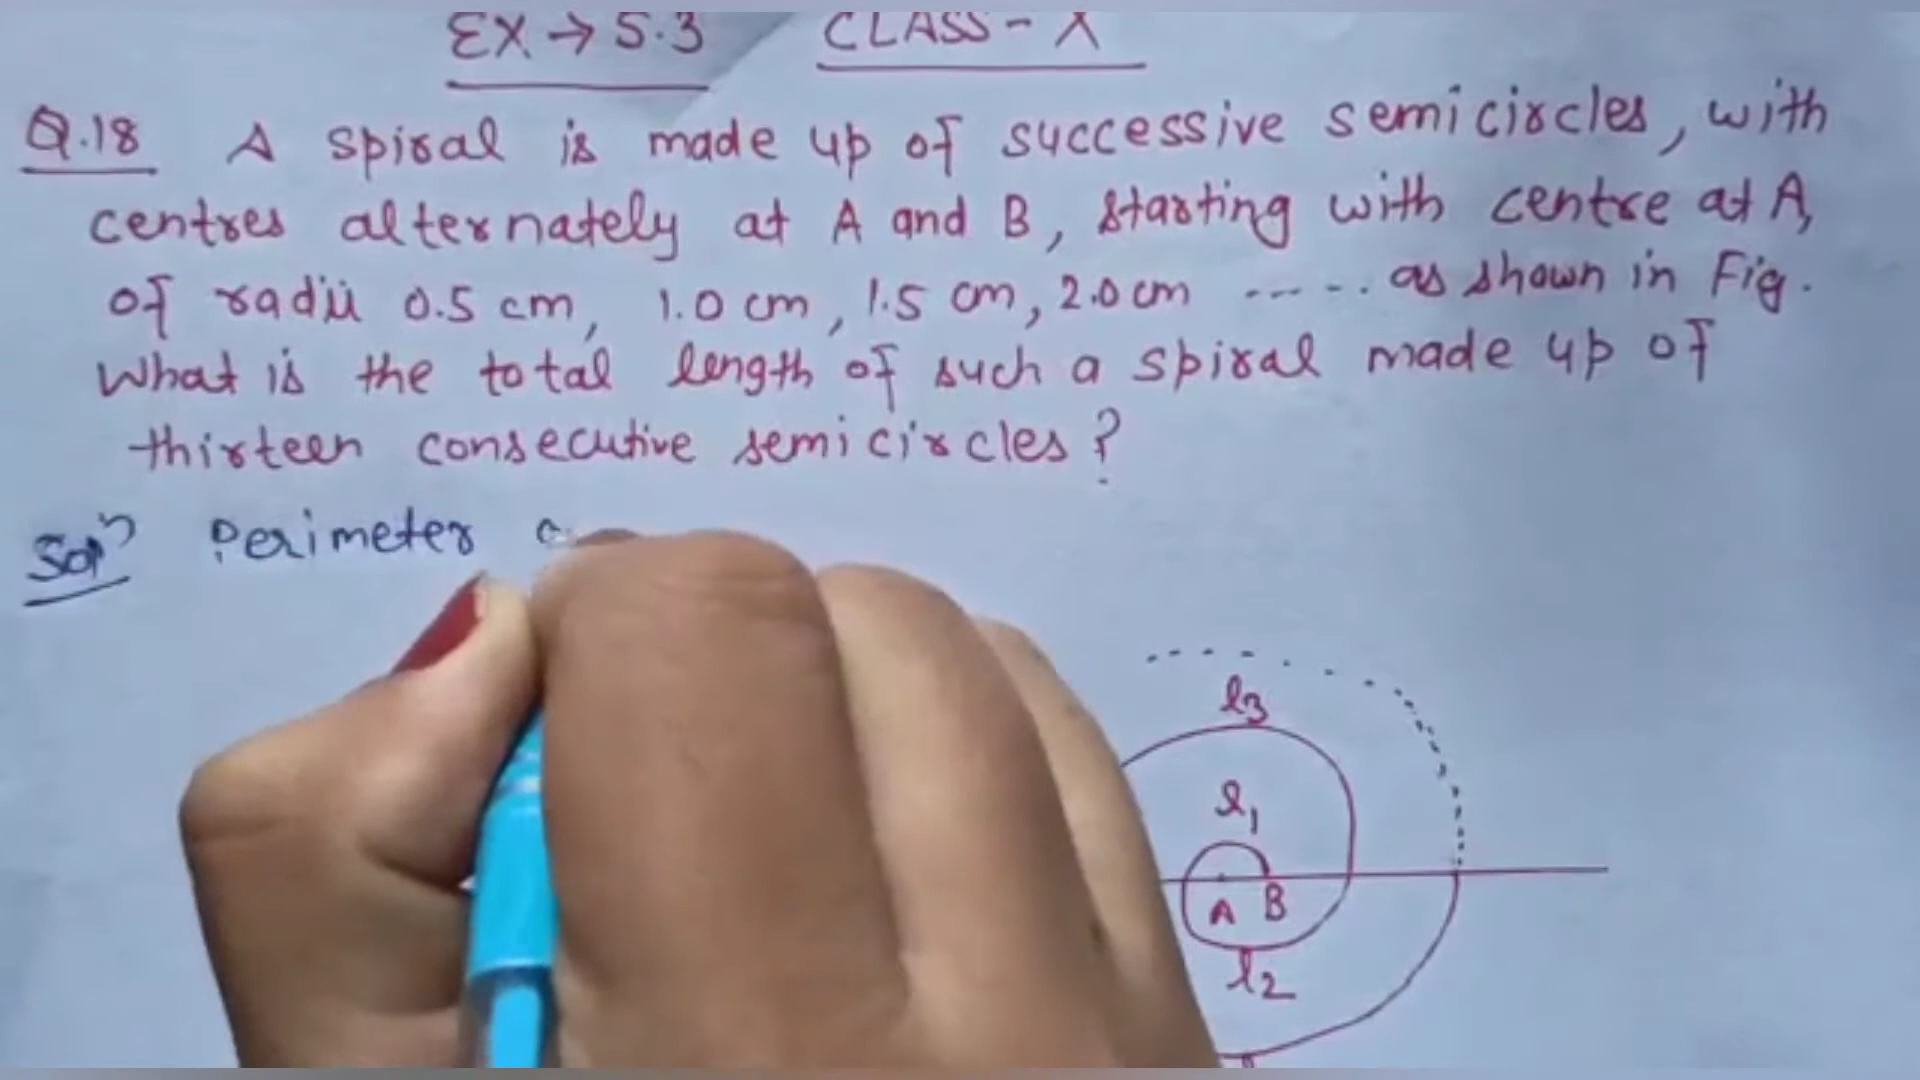 EX → 5.3 CLASS - X
Q.18 A spiral is made up of successive semicircles, with
centres alternately at A and B, starting with centre at A,
of radii 0.5 cm, 1.0 cm, 1.5 cm, 2.0 cm ----- as shown in Fig.
What is the total length of such a spiral made up of
thirteen consecutive semicircles?
Solⁿ Perimeter
l3
l1
A B
l2